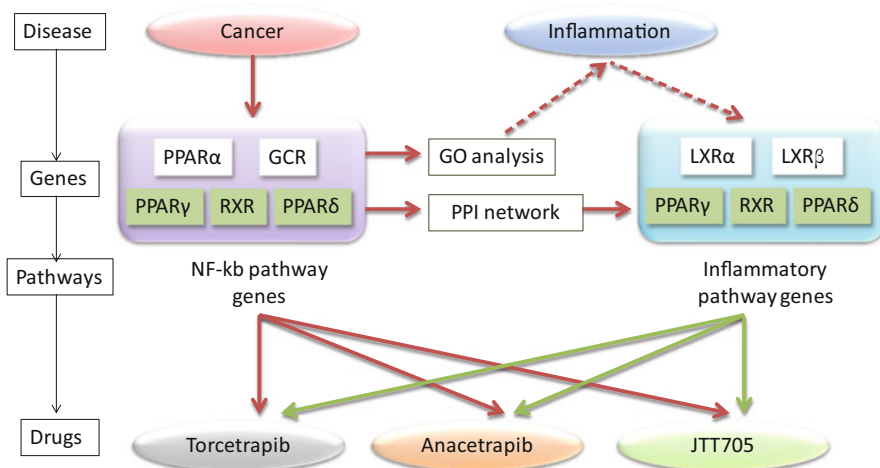 Disease
Cancer
Inflammation
PPARα
GCR
GO analysis
LXRα
LXRβ
Genes
PPARγ
RXR
PPARδ
PPI network
PPARγ
RXR
PPARδ
Pathways
NF-kb pathway
genes
Inflammatory
pathway genes
Drugs
Torcetrapib
Anacetrapib
JTT705